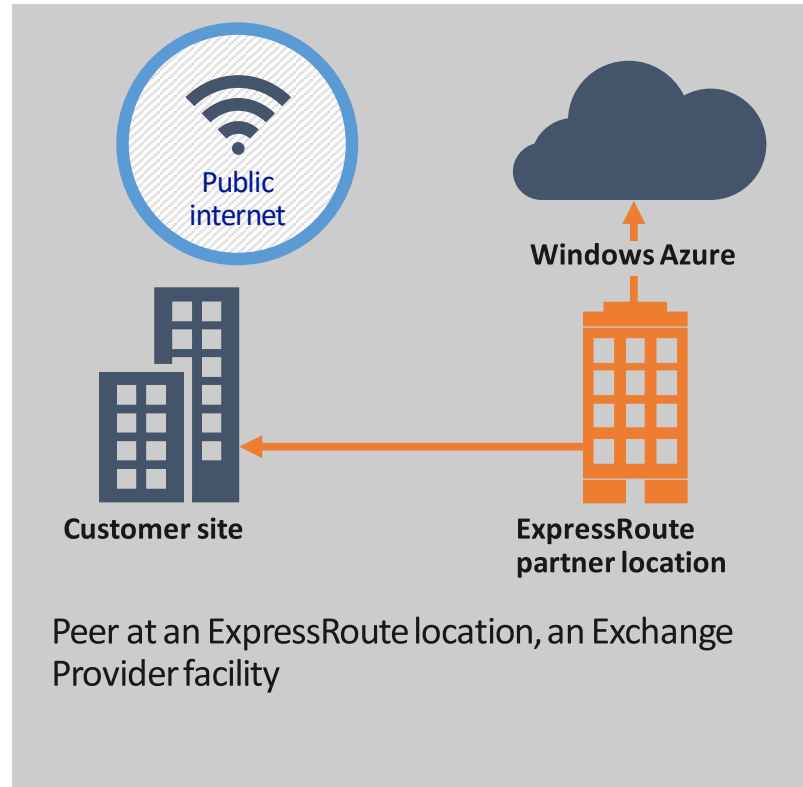 Public
internet
Windows Azure
Customer site
ExpressRoute
partner location
Peer at an ExpressRoute location, an Exchange
Provider facility